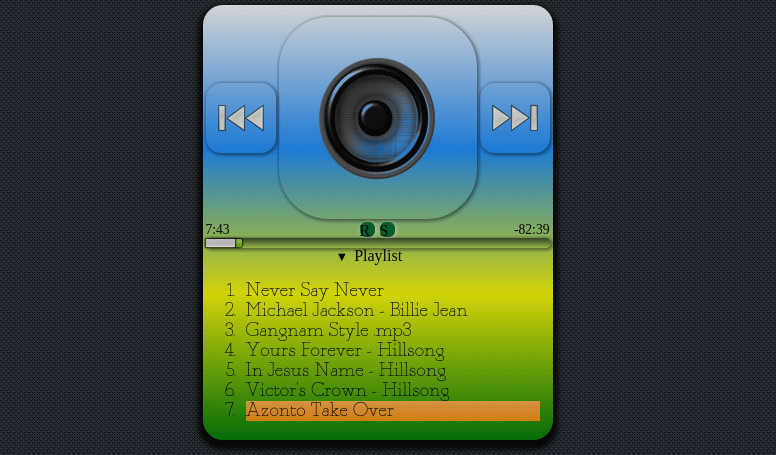 7:43 R S -82:39
▼ Playlist
1. Never Say Never
2. Michael Jackson - Billie Jean
3. Gangnam Style .mp3
4. Yours Forever - Hillsong
5. In Jesus Name - Hillsong
6. Victor's Crown - Hillsong
7. Azonto Take Over